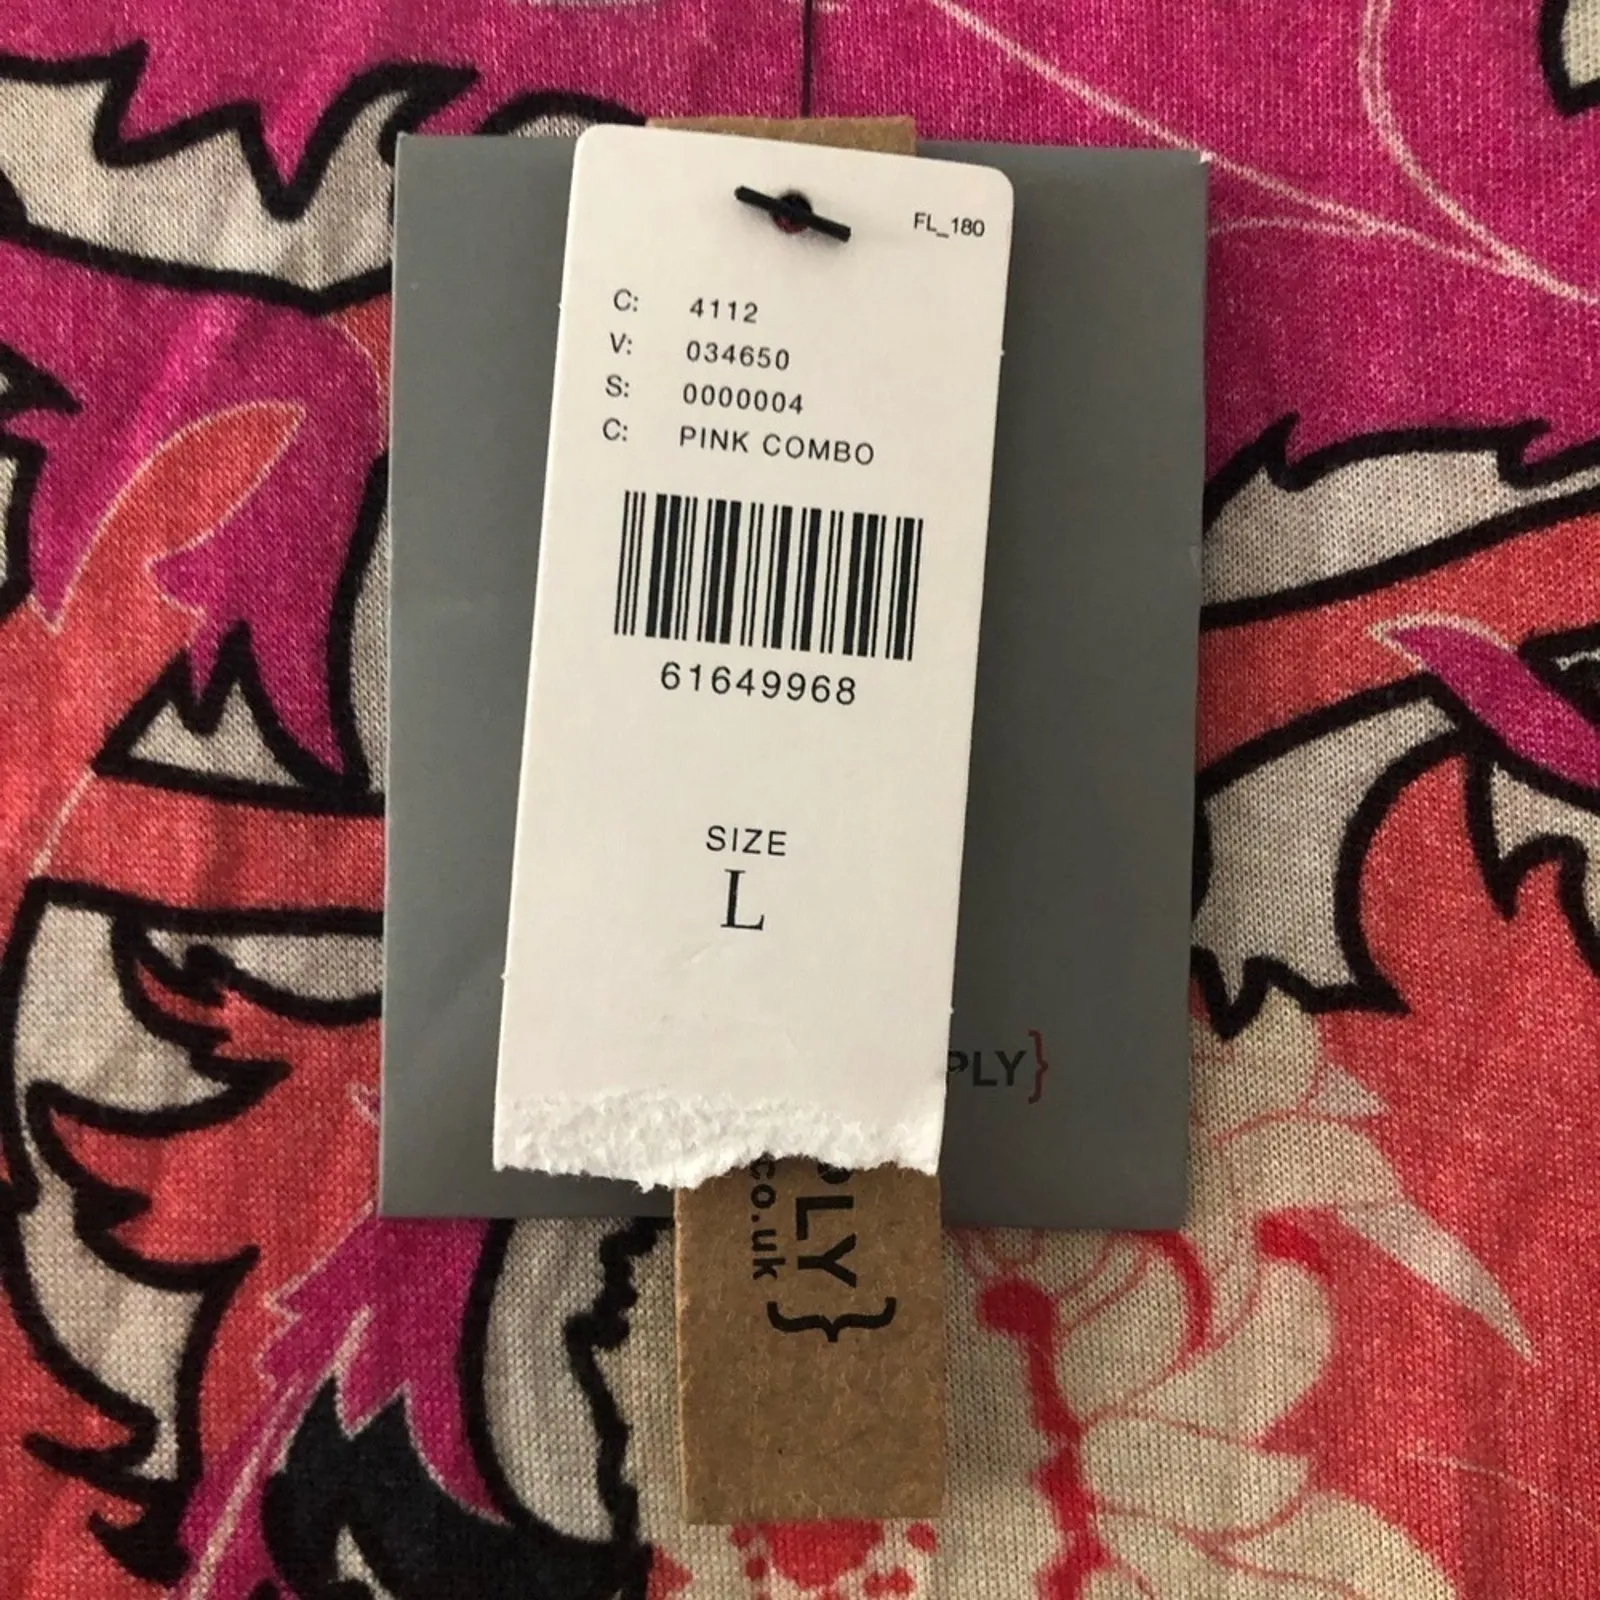 FL_180
C: 4112
V: 034650
S: 0000004
C: PINK COMBO
61649968
SIZE
L
PLY}
PLY}
co.uk